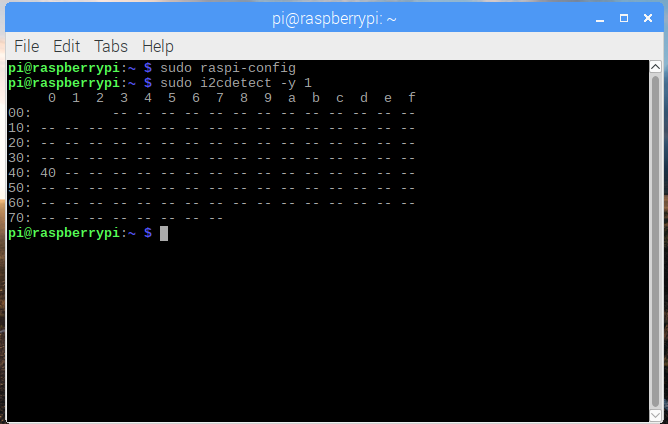 pi@raspberrypi: ~
File Edit Tabs Help
pi@raspberrypi:~ $ sudo raspi-config
pi@raspberrypi:~ $ sudo i2cdetect -y 1
     0  1  2  3  4  5  6  7  8  9  a  b  c  d  e  f
00:          -- -- -- -- -- -- -- -- -- -- -- -- --
10: -- -- -- -- -- -- -- -- -- -- -- -- -- -- -- --
20: -- -- -- -- -- -- -- -- -- -- -- -- -- -- -- --
30: -- -- -- -- -- -- -- -- -- -- -- -- -- -- -- --
40: 40 -- -- -- -- -- -- -- -- -- -- -- -- -- -- --
50: -- -- -- -- -- -- -- -- -- -- -- -- -- -- -- --
60: -- -- -- -- -- -- -- -- -- -- -- -- -- -- -- --
70: -- -- -- -- -- -- -- --
pi@raspberrypi:~ $